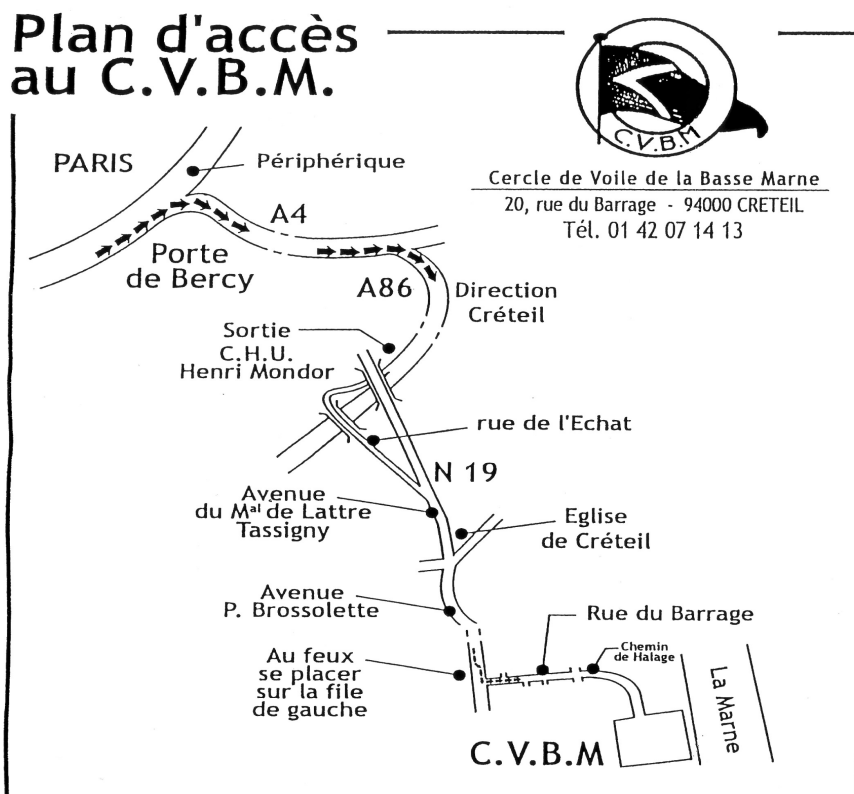 Plan d'accès
au C.V.B.M.
C.V.B.M
Cercle de Voile de la Basse Marne
20, rue du Barrage - 94000 CRETEIL
Tél. 01 42 07 14 13
PARIS
Périphérique
A4
Porte
de Bercy
A86
Direction
Créteil
Sortie
C.H.U.
Henri Mondor
rue de l'Echat
N 19
Avenue
du Mal de Lattre
Tassigny
Eglise
de Créteil
Avenue
P. Brossolette
Rue du Barrage
Au feux
se placer
sur la file
de gauche
Chemin
de Halage
La Marne
C.V.B.M